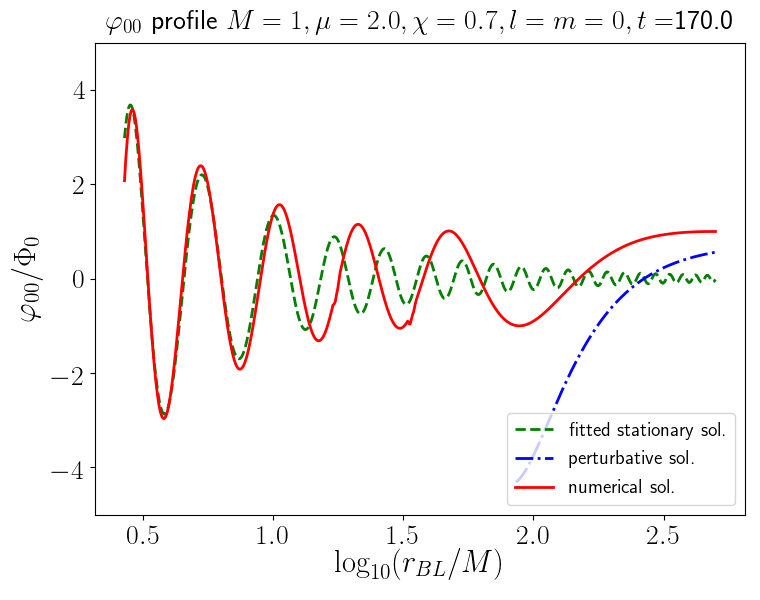 φ₀₀ profile M = 1, μ = 2.0, χ = 0.7, l = m = 0, t =170.0
φ₀₀/Φ₀
4
2
0
−2
−4
fitted stationary sol.
perturbative sol.
numerical sol.
0.5 1.0 1.5 2.0 2.5
log₁₀(r_BL/M)